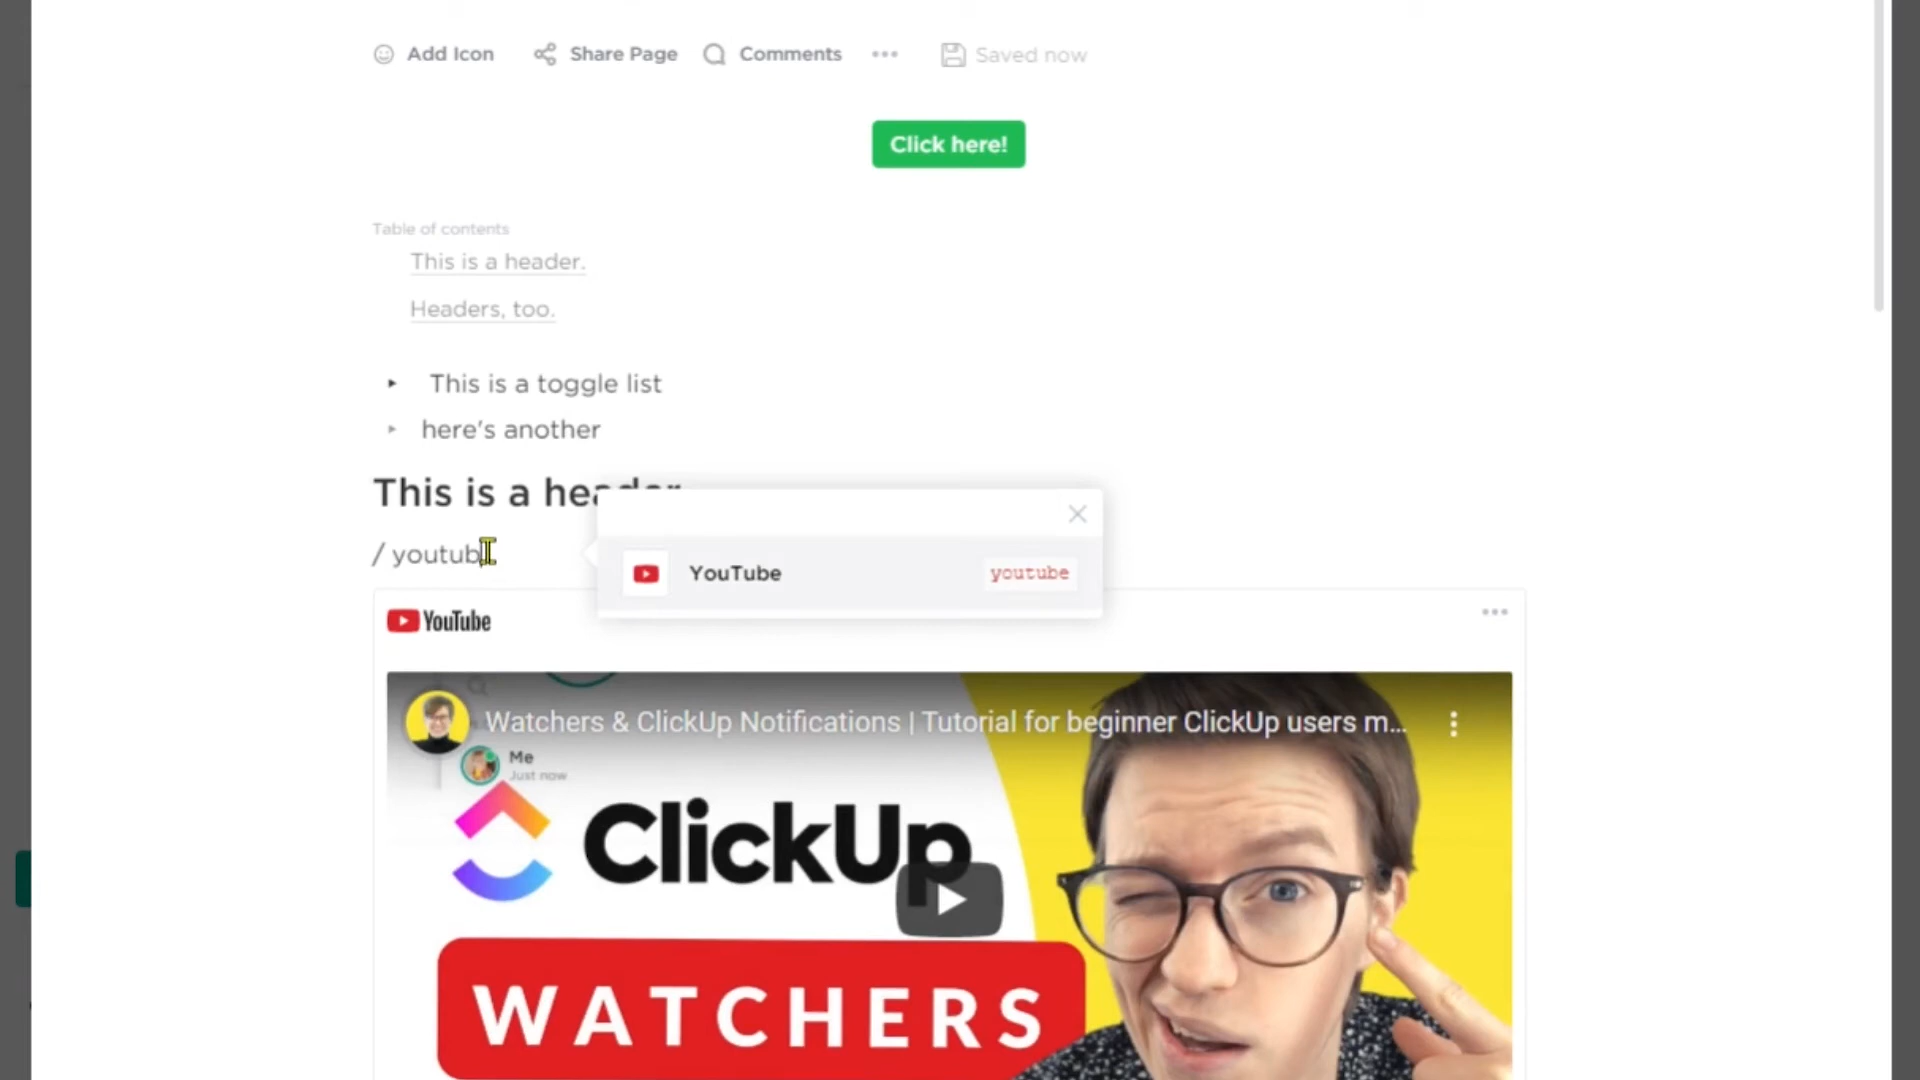 Add Icon Share Page Comments ••• Saved now
Click here!
Table of contents
This is a header.
Headers, too.
This is a toggle list
here's another
This is a header
/ youtub
YouTube youtube
YouTube
Watchers & ClickUp Notifications | Tutorial for beginner ClickUp users m...
Me
Just now
ClickUp
WATCHERS